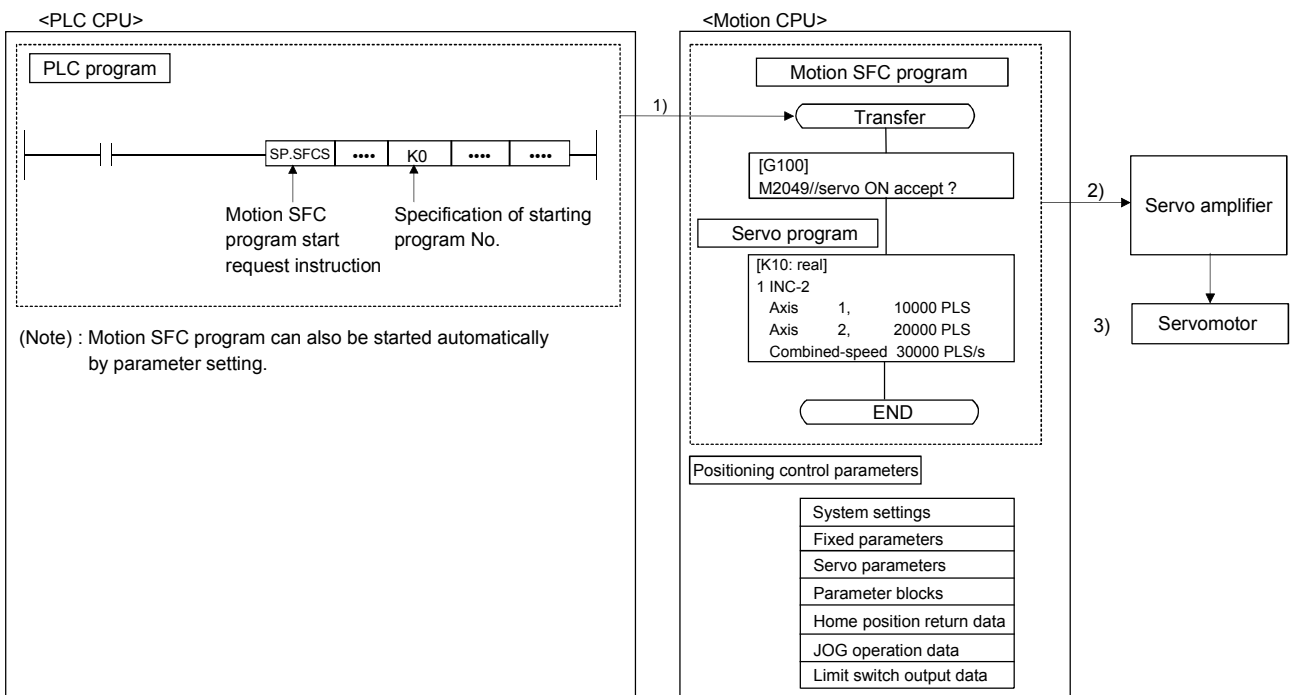 <PLC CPU>
PLC program
SP.SFCS •••• K0 •••• ••••
Motion SFC
program start
request instruction
Specification of starting
program No.
(Note) : Motion SFC program can also be started automatically
by parameter setting.
1)
<Motion CPU>
Motion SFC program
Transfer
[G100]
M2049//servo ON accept ?
Servo program
[K10: real]
1 INC-2
Axis 1, 10000 PLS
Axis 2, 20000 PLS
Combined-speed 30000 PLS/s
END
Positioning control parameters
System settings
Fixed parameters
Servo parameters
Parameter blocks
Home position return data
JOG operation data
Limit switch output data
2)
Servo amplifier
3)
Servomotor